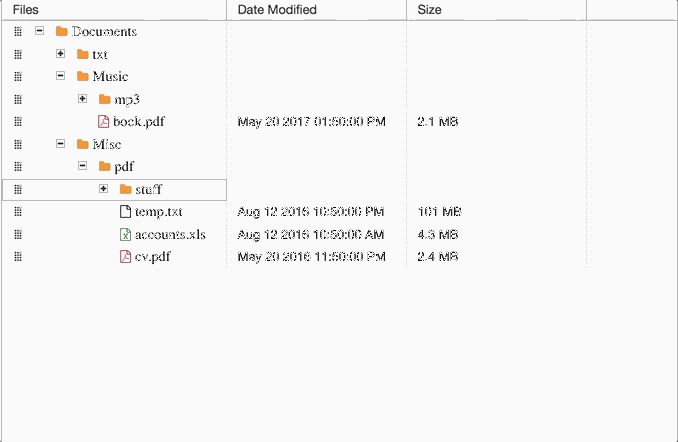 Files Date Modified Size
Documents
txt
Music
mp3
book.pdf May 20 2017 01:50:00 PM 2.1 MB
Misc
pdf
stuff
temp.txt Aug 12 2016 10:50:00 PM 101 MB
accounts.xls Aug 12 2016 10:50:00 AM 4.3 MB
cv.pdf May 20 2016 11:50:00 PM 2.4 MB